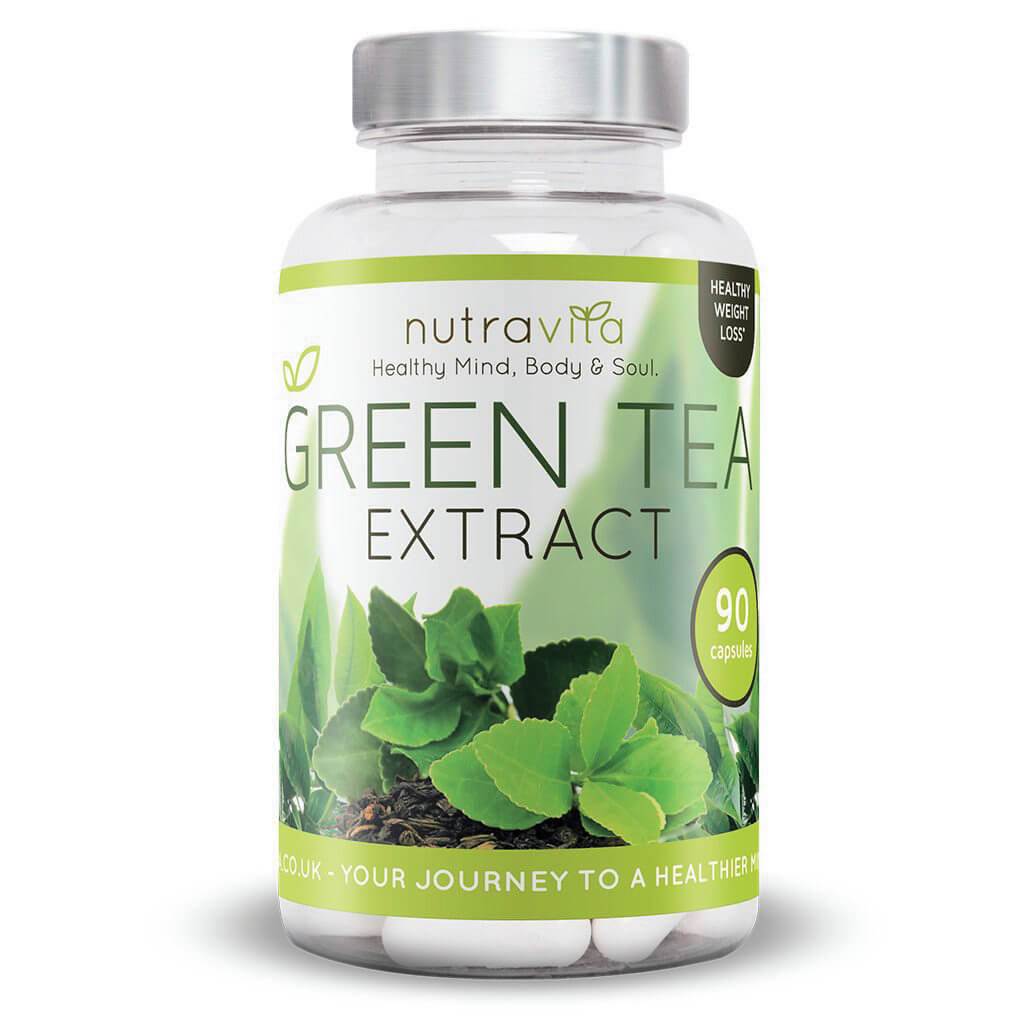 HEALTHY
WEIGHT
LOSS*
nutravita
Healthy Mind, Body & Soul.
GREEN TEA
EXTRACT
90
capsules
.CO.UK - YOUR JOURNEY TO A HEALTHIER